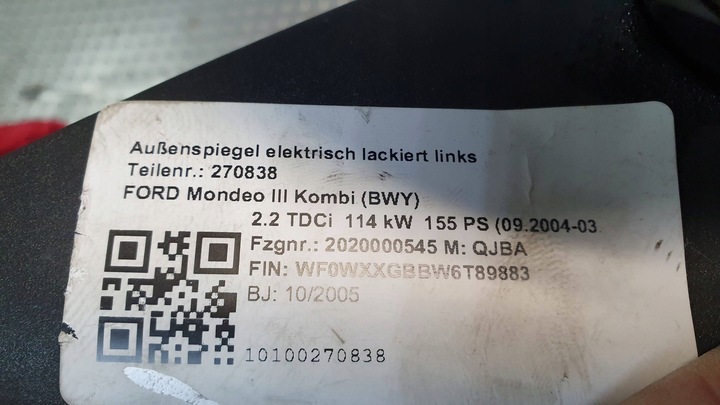 Außenspiegel elektrisch lackiert links
Teilenr.: 270838
FORD Mondeo III Kombi (BWY)
2.2 TDCi 114 kW 155 PS (09.2004-03
Fzgnr.: 2020000545 M: QJBA
FIN: WF0WXXGBBW6T89883
BJ: 10/2005
10100270838